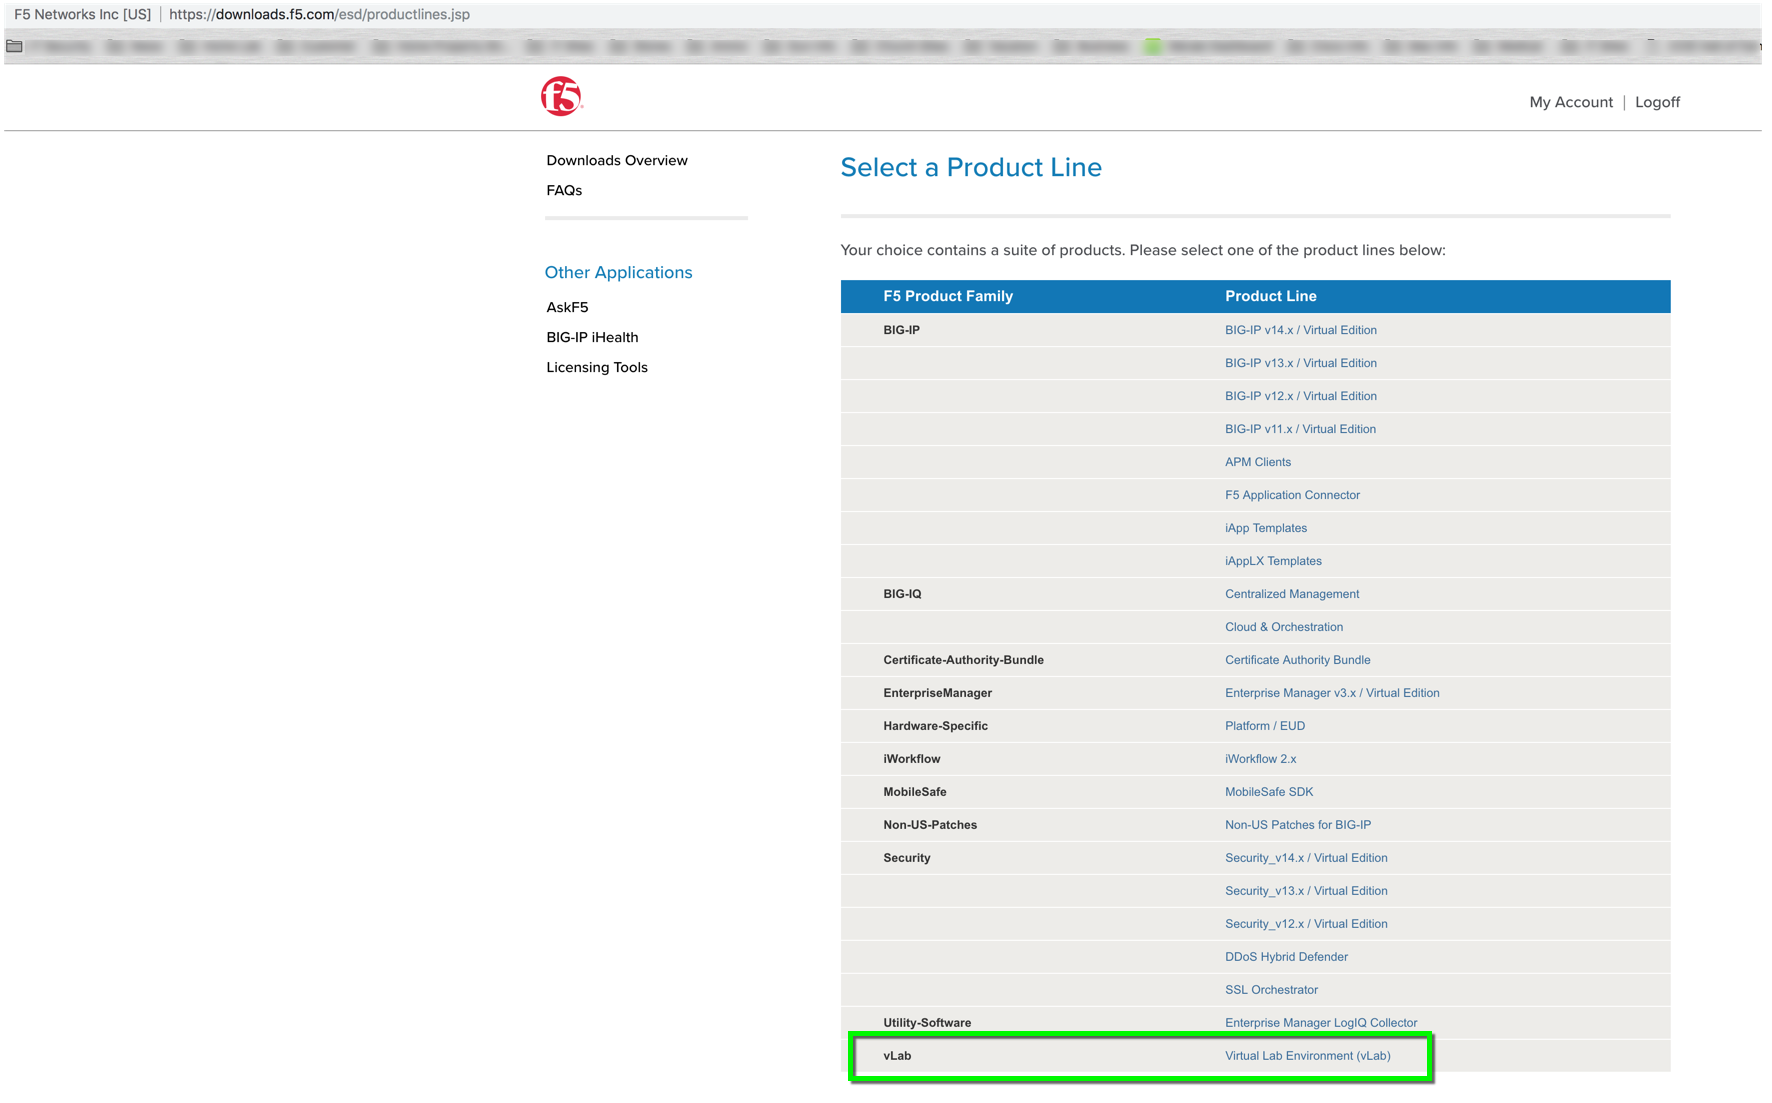 F5 Networks Inc [US] | https://downloads.f5.com/esd/productlines.jsp
f5
My Account | Logoff
Downloads Overview
FAQs
Other Applications
AskF5
BIG-IP iHealth
Licensing Tools
Select a Product Line
Your choice contains a suite of products. Please select one of the product lines below:
F5 Product Family Product Line
BIG-IP BIG-IP v14.x / Virtual Edition
BIG-IP v13.x / Virtual Edition
BIG-IP v12.x / Virtual Edition
BIG-IP v11.x / Virtual Edition
APM Clients
F5 Application Connector
iApp Templates
iAppLX Templates
BIG-IQ Centralized Management
Cloud & Orchestration
Certificate-Authority-Bundle Certificate Authority Bundle
EnterpriseManager Enterprise Manager v3.x / Virtual Edition
Hardware-Specific Platform / EUD
iWorkflow iWorkflow 2.x
MobileSafe MobileSafe SDK
Non-US-Patches Non-US Patches for BIG-IP
Security Security_v14.x / Virtual Edition
Security_v13.x / Virtual Edition
Security_v12.x / Virtual Edition
DDoS Hybrid Defender
SSL Orchestrator
Utility-Software Enterprise Manager LogIQ Collector
vLab Virtual Lab Environment (vLab)